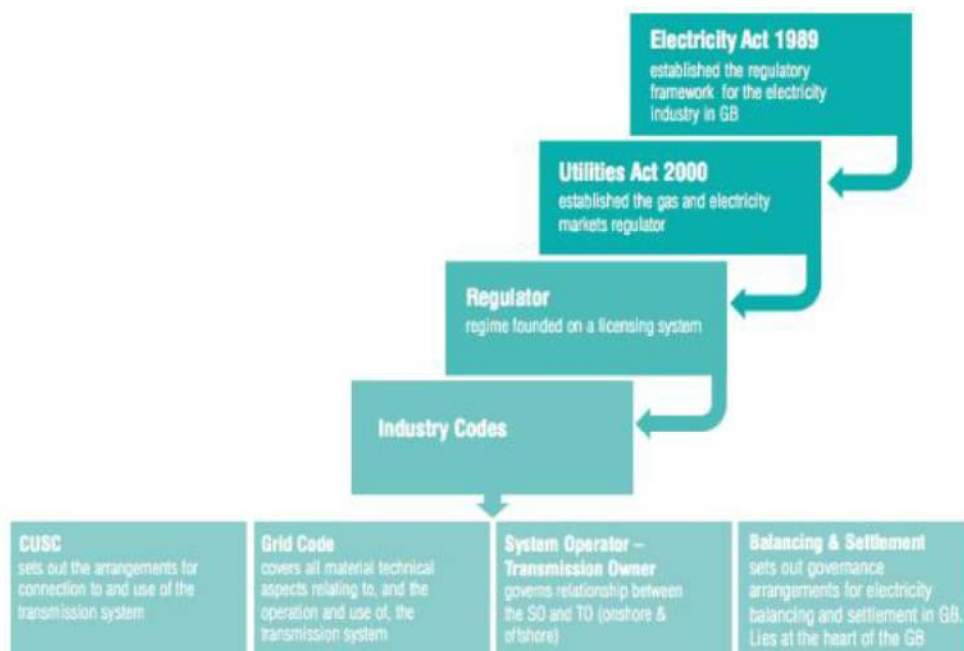 Electricity Act 1989
established the regulatory
framework for the electricity
industry in GB
Utilities Act 2000
established the gas and electricity
markets regulator
Regulator
regime founded on a licensing system
Industry Codes
CUSC
sets out the arrangements for
connection to and use of the
transmission system
Grid Code
covers all material technical
aspects relating to, and the
operation and use of, the
transmission system
System Operator –
Transmission Owner
governs relationship between
the SO and TO (onshore &
offshore)
Balancing & Settlement
sets out governance
arrangements for electricity
balancing and settlement in GB.
Lies at the heart of the GB